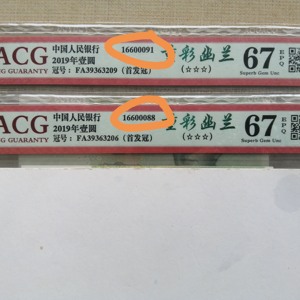 ACG
NG GUARANTY
中国人民银行
2019年壹圆
冠号：FA39363209（首发冠）
16600091
彩幽兰
(☆☆☆)
67
EPQ
Superb Gem Unc
ACG
NG GUARANTY
中国人民银行
2019年壹圆
冠号：FA39363206（首发冠）
16600088
彩幽兰
(☆☆☆)
67
EPQ
Superb Gem Unc